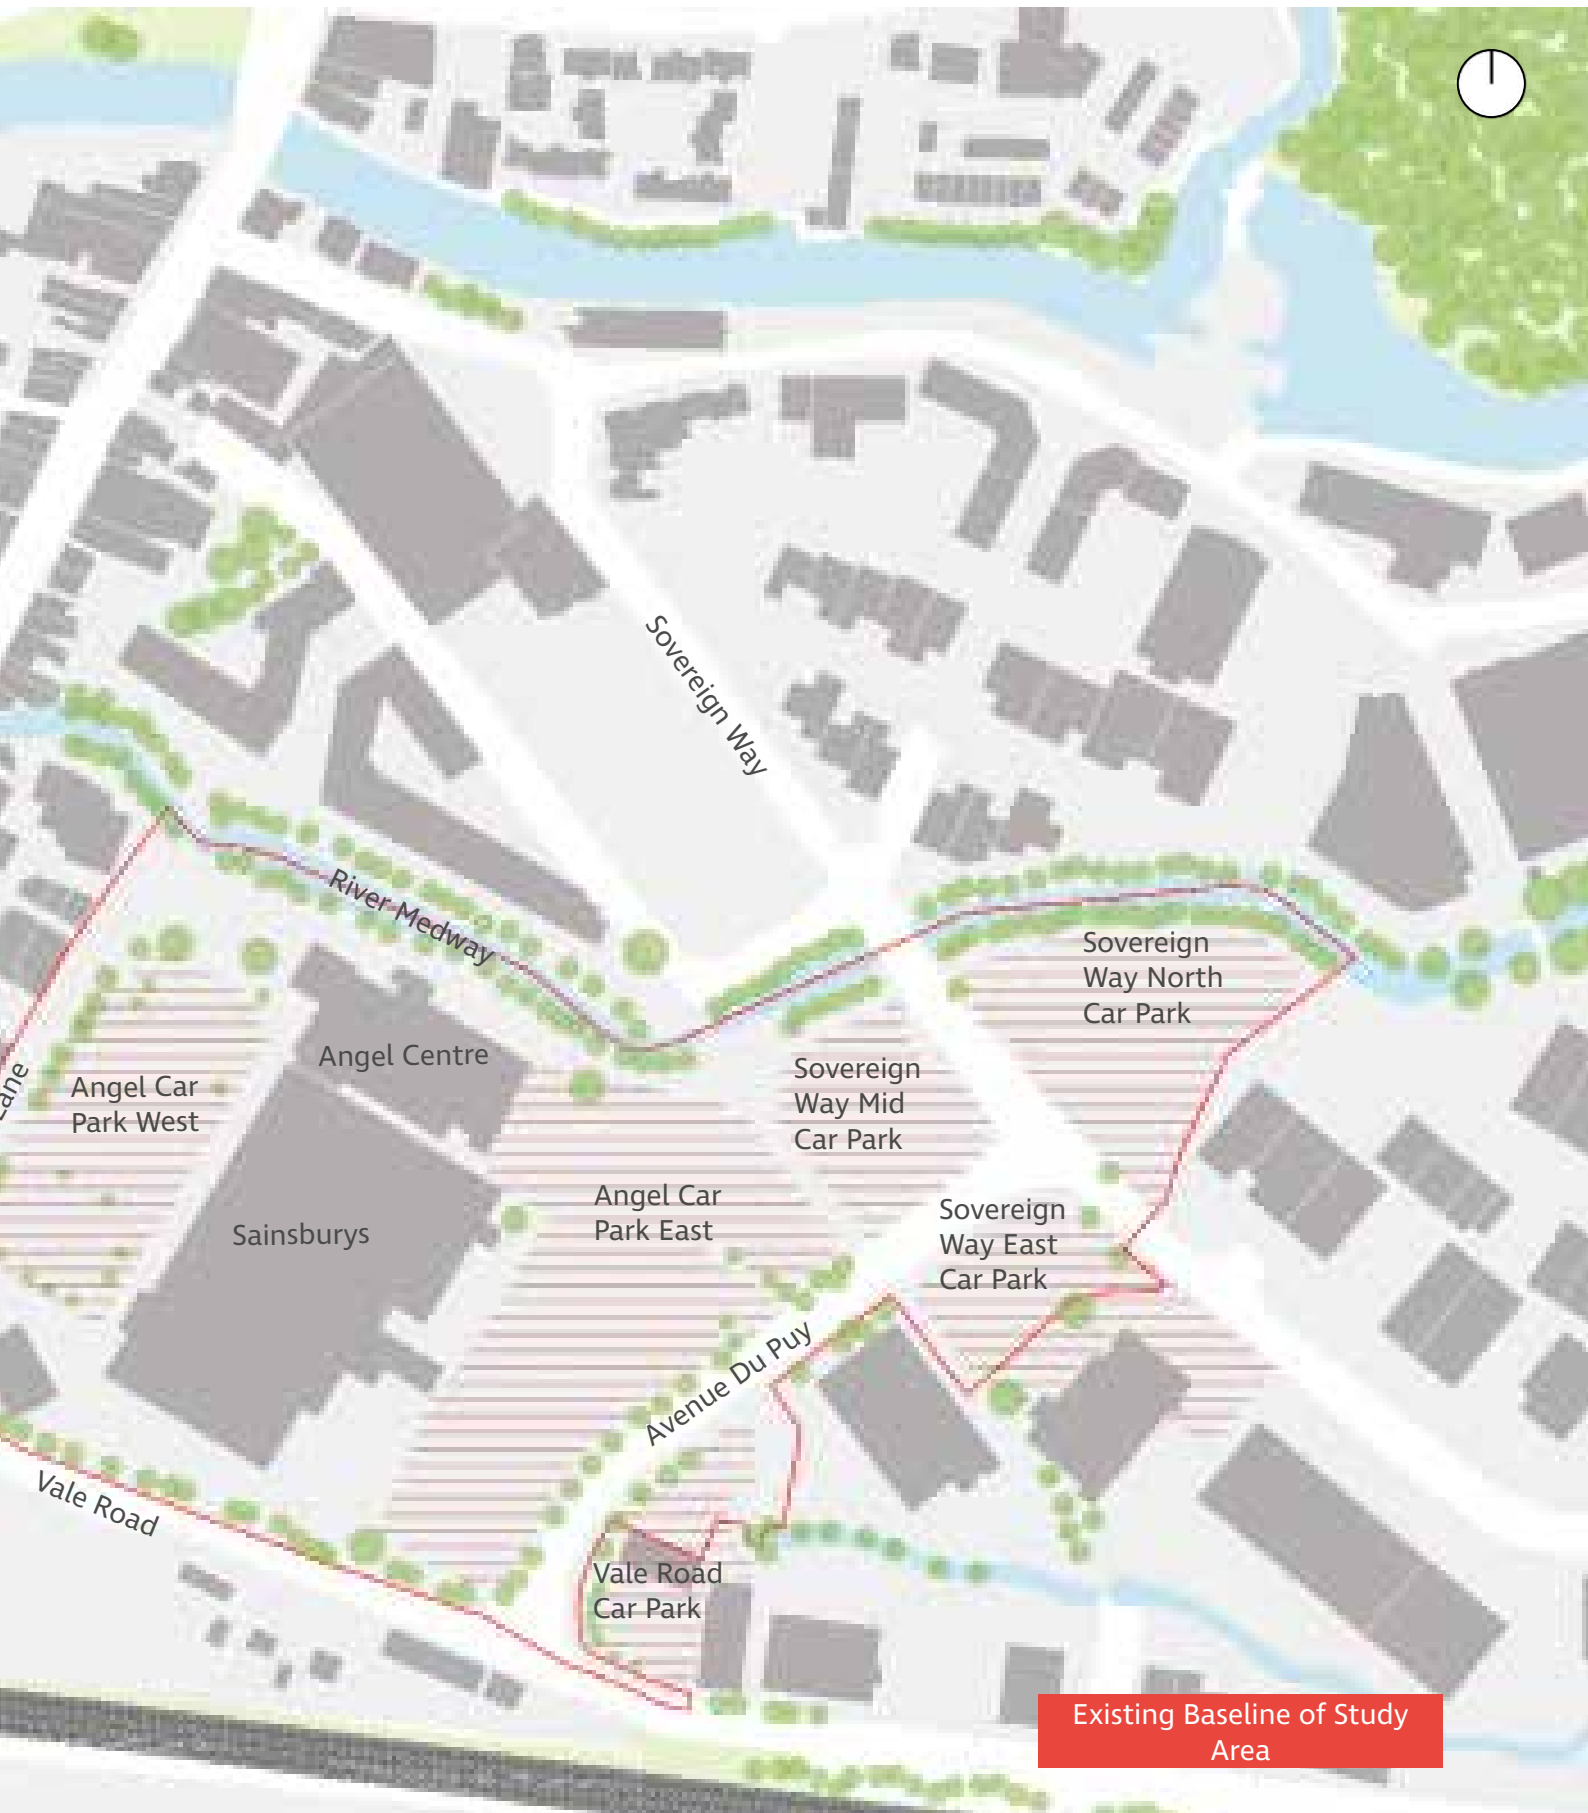 Sovereign Way
River Medway
Sovereign
Way North
Car Park
Angel Centre
Sovereign
Way Mid
Car Park
Lane
Angel Car
Park West
Angel Car
Park East
Sovereign
Way East
Car Park
Sainsburys
Avenue Du Puy
Vale Road
Vale Road
Car Park
Existing Baseline of Study
Area